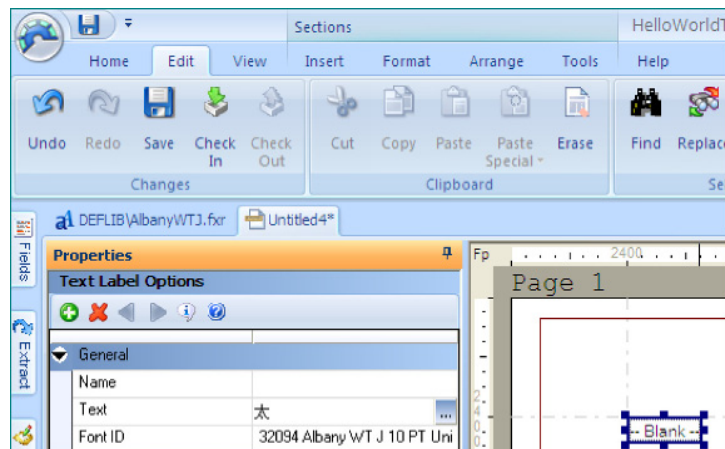 Sections
HelloWorldT
Home Edit View Insert Format Arrange Tools Help
Undo Redo Save Check In Check Out Cut Copy Paste Paste Special Erase Find Replace
Changes Clipboard Se
DEFLIB\AlbanyWTJ.fxr Untitled4*
Fields
Extract
Properties
Text Label Options
General
Name
Text 太 ...
Font ID 32094 Albany WT J 10 PT Uni
Fp 2400
Page 1
-- Blank --